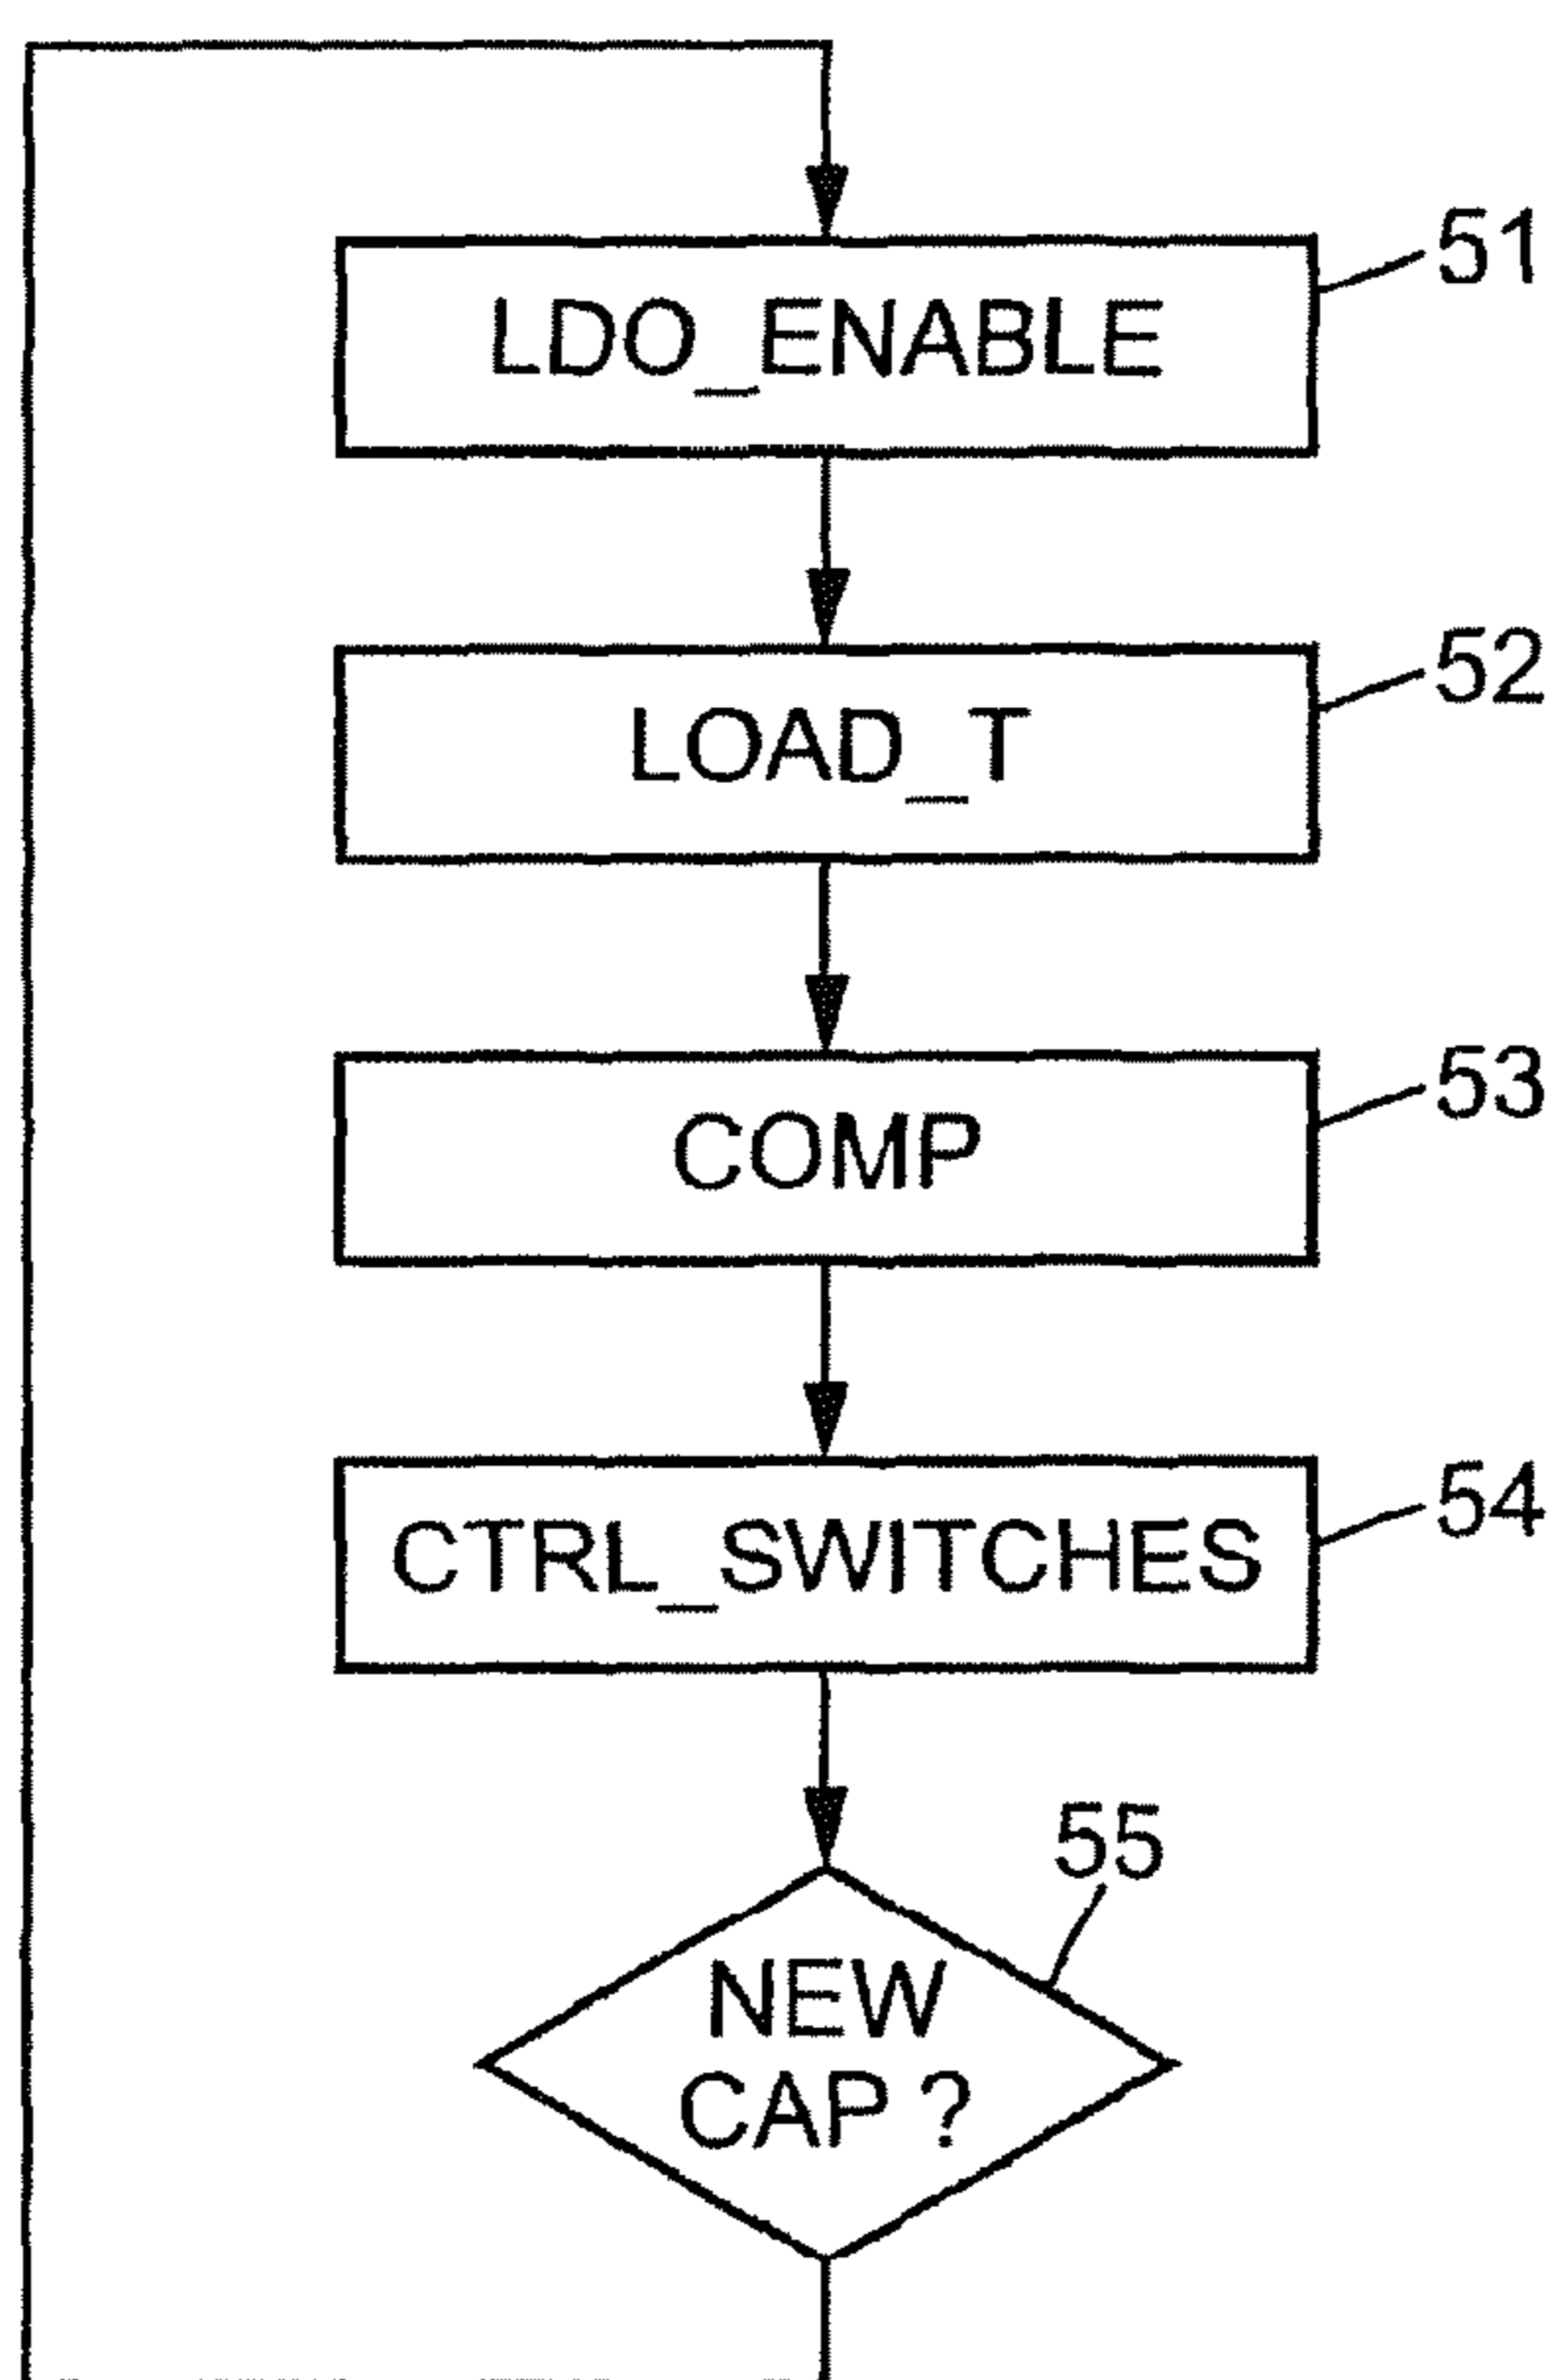 51
LDO_ENABLE
52
LOAD_T
53
COMP
54
CTRL_SWITCHES
55
NEW
CAP ?